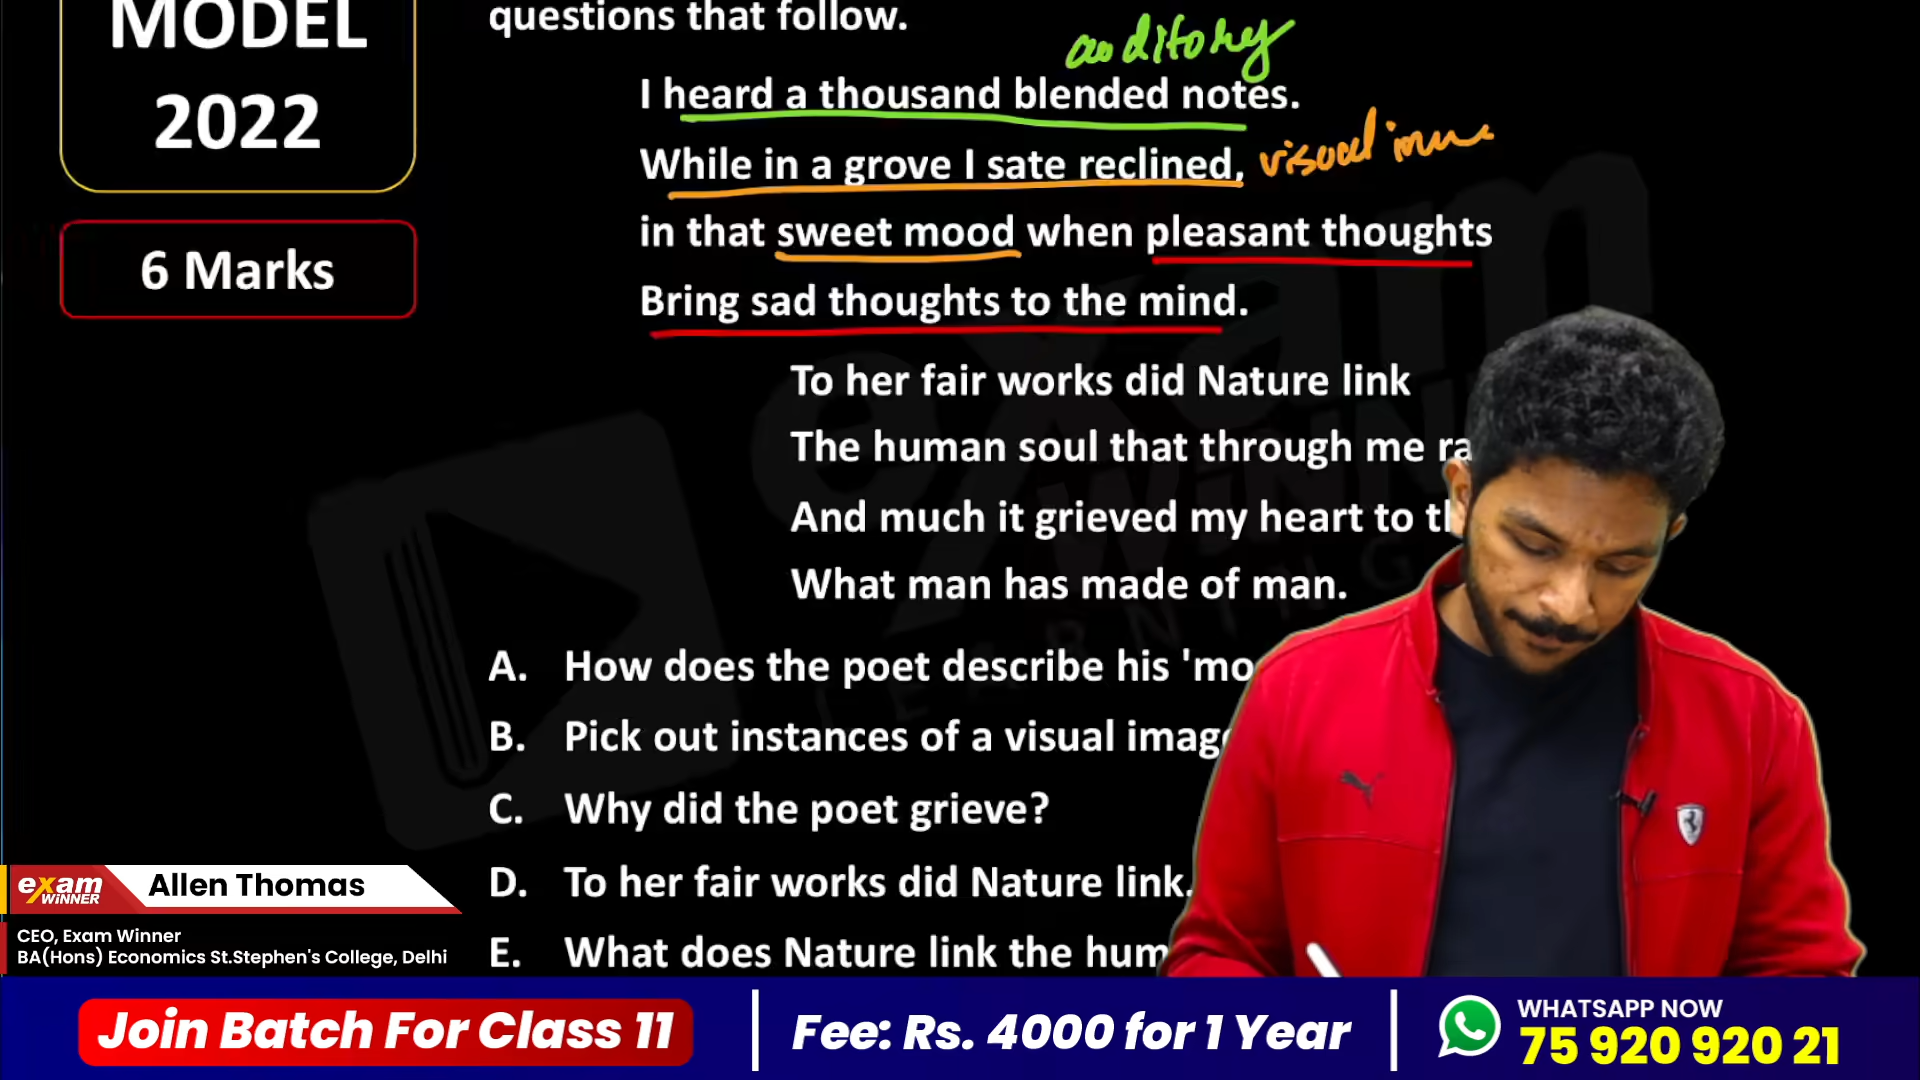 MODEL
2022
6 Marks
questions that follow.
auditory
I heard a thousand blended notes.
While in a grove I sate reclined, visual
in that sweet mood when pleasant thoughts
Bring sad thoughts to the mind.
To her fair works did Nature link
The human soul that through me ra
And much it grieved my heart to th
What man has made of man.
A. How does the poet describe his 'mo
B. Pick out instances of a visual imag
C. Why did the poet grieve?
D. To her fair works did Nature link.
E. What does Nature link the hum
exam WINNER
Allen Thomas
CEO, Exam Winner
BA(Hons) Economics St.Stephen's College, Delhi
Join Batch For Class 11
Fee: Rs. 4000 for 1 Year
WHATSAPP NOW
75 920 920 21
exam
WINNER
LEARNING